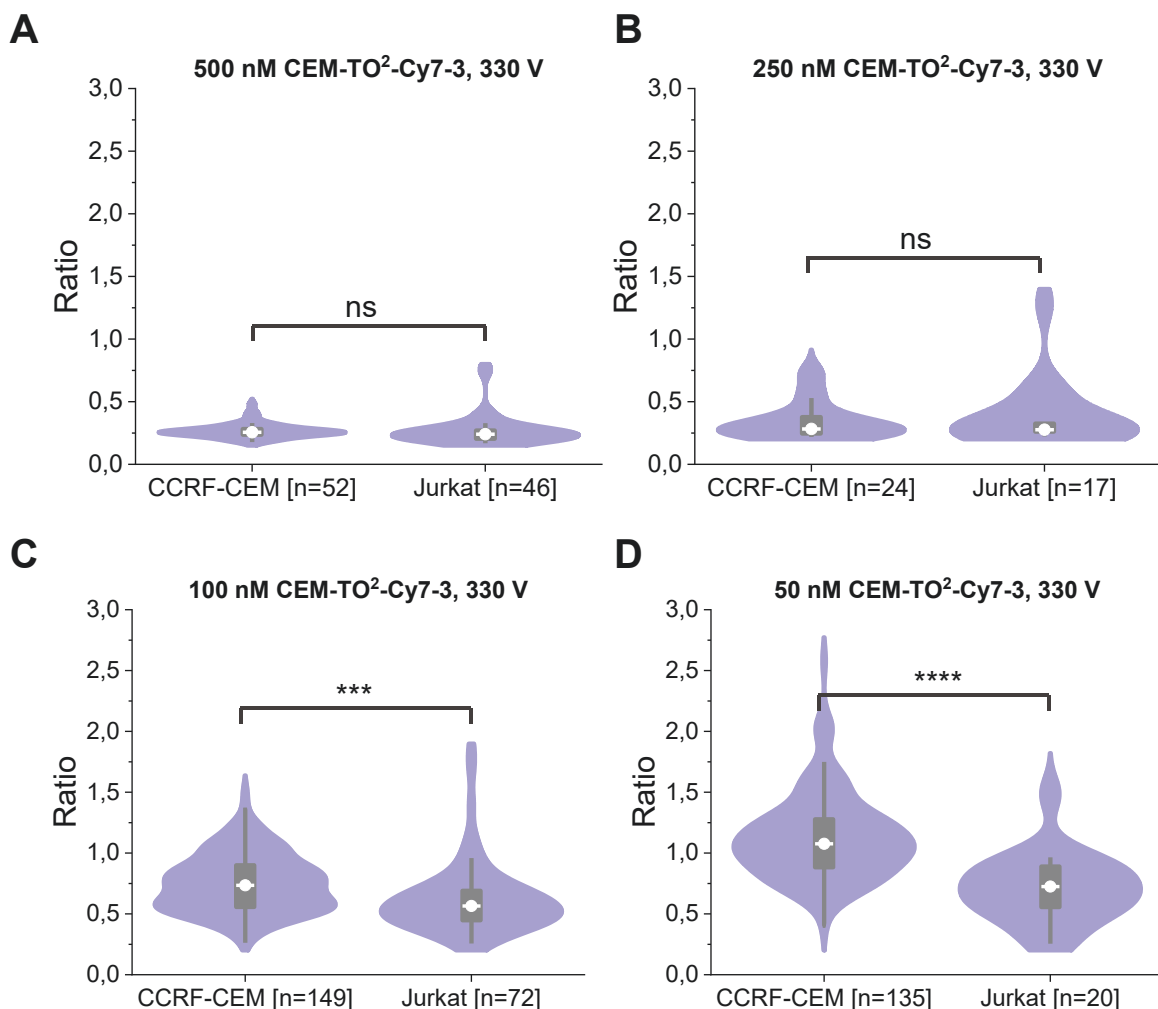 A
500 nM CEM-TO²-Cy7-3, 330 V
3,0
2,5
2,0
1,5
1,0
0,5
0,0
Ratio
ns
CCRF-CEM [n=52]
Jurkat [n=46]
B
250 nM CEM-TO²-Cy7-3, 330 V
3,0
2,5
2,0
1,5
1,0
0,5
0,0
Ratio
ns
CCRF-CEM [n=24]
Jurkat [n=17]
C
100 nM CEM-TO²-Cy7-3, 330 V
3,0
2,5
2,0
1,5
1,0
0,5
0,0
Ratio
***
CCRF-CEM [n=149]
Jurkat [n=72]
D
50 nM CEM-TO²-Cy7-3, 330 V
3,0
2,5
2,0
1,5
1,0
0,5
0,0
Ratio
****
CCRF-CEM [n=135]
Jurkat [n=20]